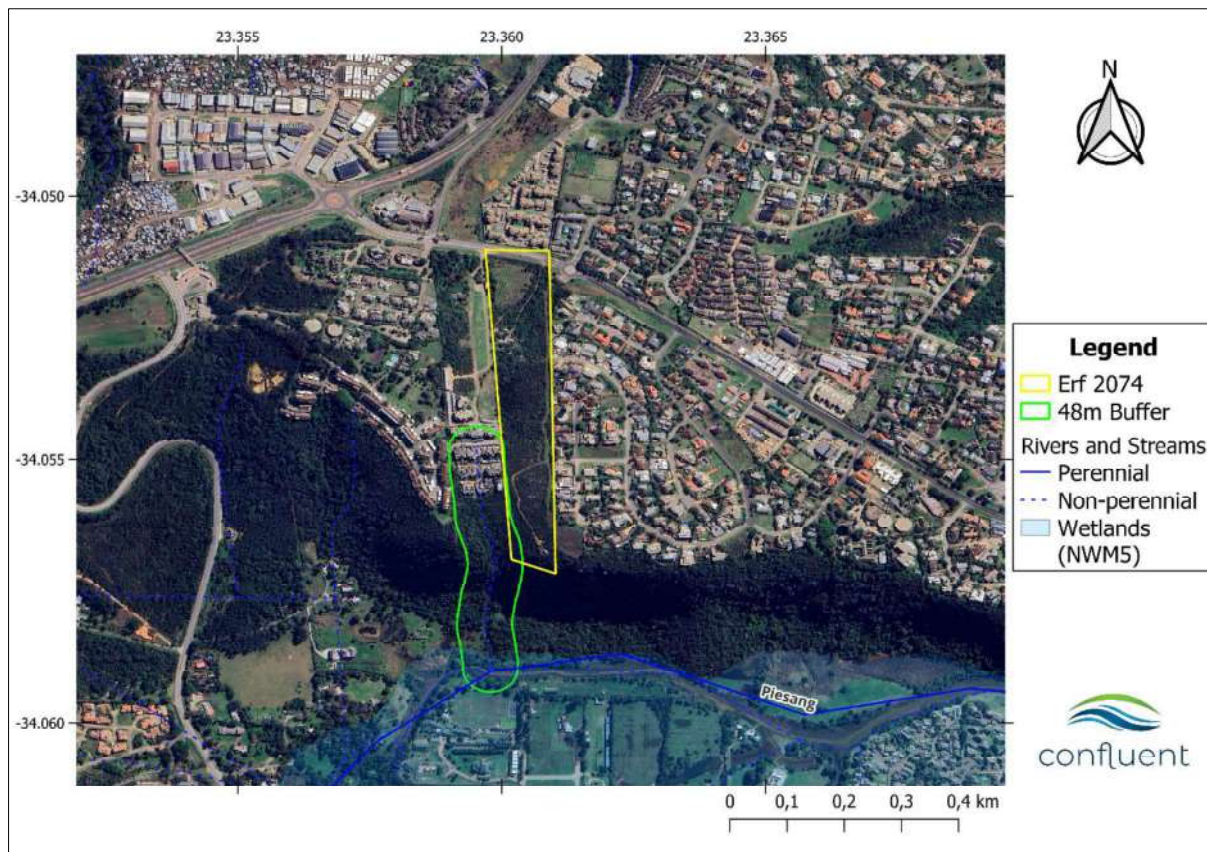 23.355
23.360
23.365
-34.050
-34.055
-34.060
Piesang
N
Legend
Erf 2074
48m Buffer
Rivers and Streams
Perennial
Non-perennial
Wetlands
(NWM5)
confluent
0 0,1 0,2 0,3 0,4 km